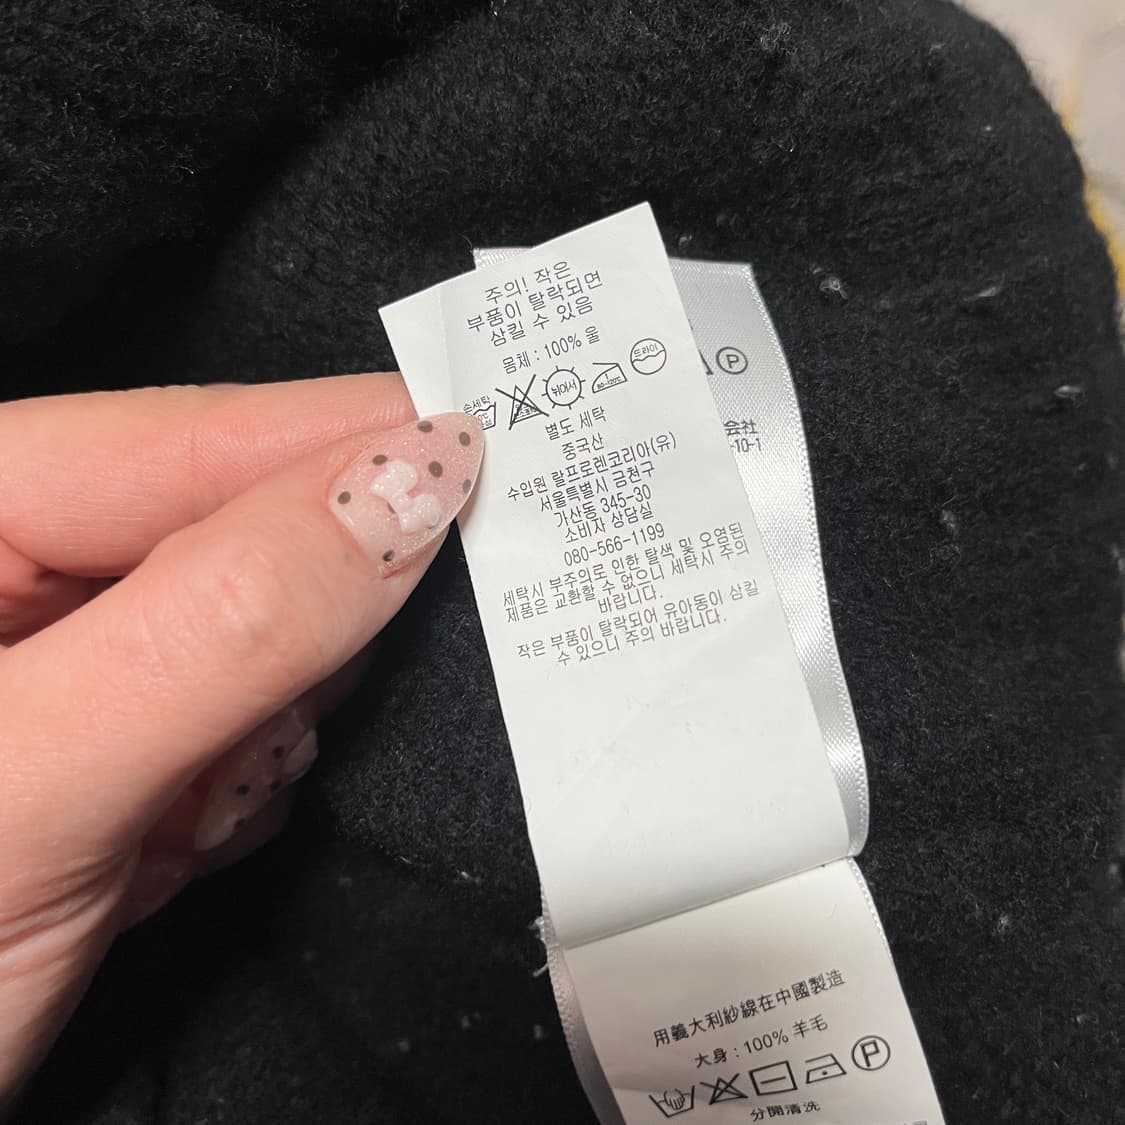 주의! 작은
부품이 탈락되면
삼킬 수 있음
몸체 : 100% 울
손세탁
뉘어서
80~120℃
드라이
별도 세탁
중국산
수입원 랄프로렌코리아(유)
서울특별시 금천구
가산동 345-30
소비자 상담실
080-566-1199
세탁시 부주의로 인한 탈색 및 오염된
제품은 교환할 수 없으니 세탁시 주의
바랍니다.
작은 부품이 탈락되어 유아동이 삼킬
수 있으니 주의 바랍니다.
P
会社
-10-1
用義大利紗線在中國製造
大身 : 100% 羊毛
P
分開清洗